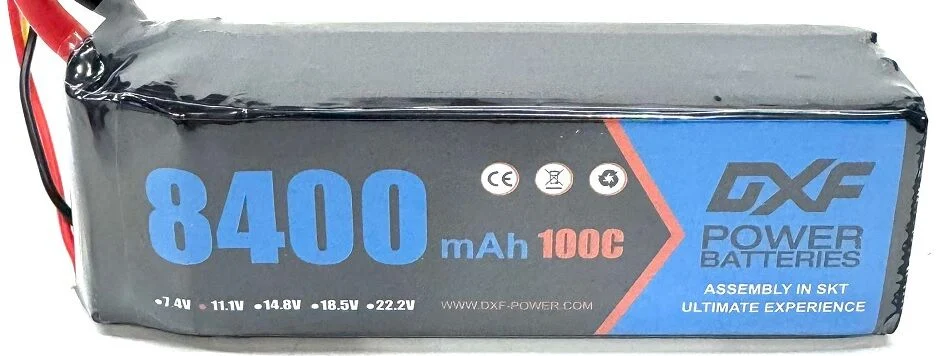 8400 mAh 100C
•7.4V •11.1V •14.8V •18.5V •22.2V
WWW.DXF-POWER.COM
CE
DXF
POWER
BATTERIES
ASSEMBLY IN SKT
ULTIMATE EXPERIENCE